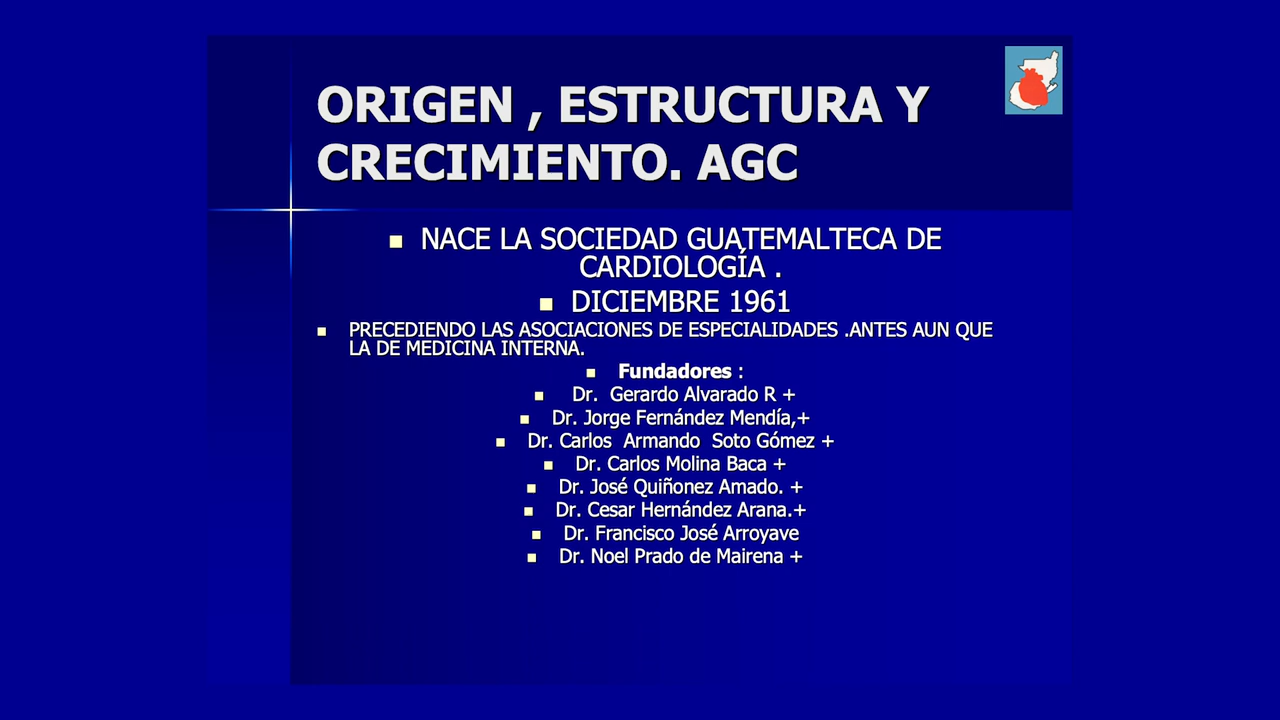 ORIGEN , ESTRUCTURA Y
CRECIMIENTO. AGC
NACE LA SOCIEDAD GUATEMALTECA DE
CARDIOLOGÍA .
DICIEMBRE 1961
PRECEDIENDO LAS ASOCIACIONES DE ESPECIALIDADES .ANTES AUN QUE
LA DE MEDICINA INTERNA.
Fundadores :
Dr. Gerardo Alvarado R +
Dr. Jorge Fernández Mendía,+
Dr. Carlos Armando Soto Gómez +
Dr. Carlos Molina Baca +
Dr. José Quiñonez Amado. +
Dr. Cesar Hernández Arana.+
Dr. Francisco José Arroyave
Dr. Noel Prado de Mairena +